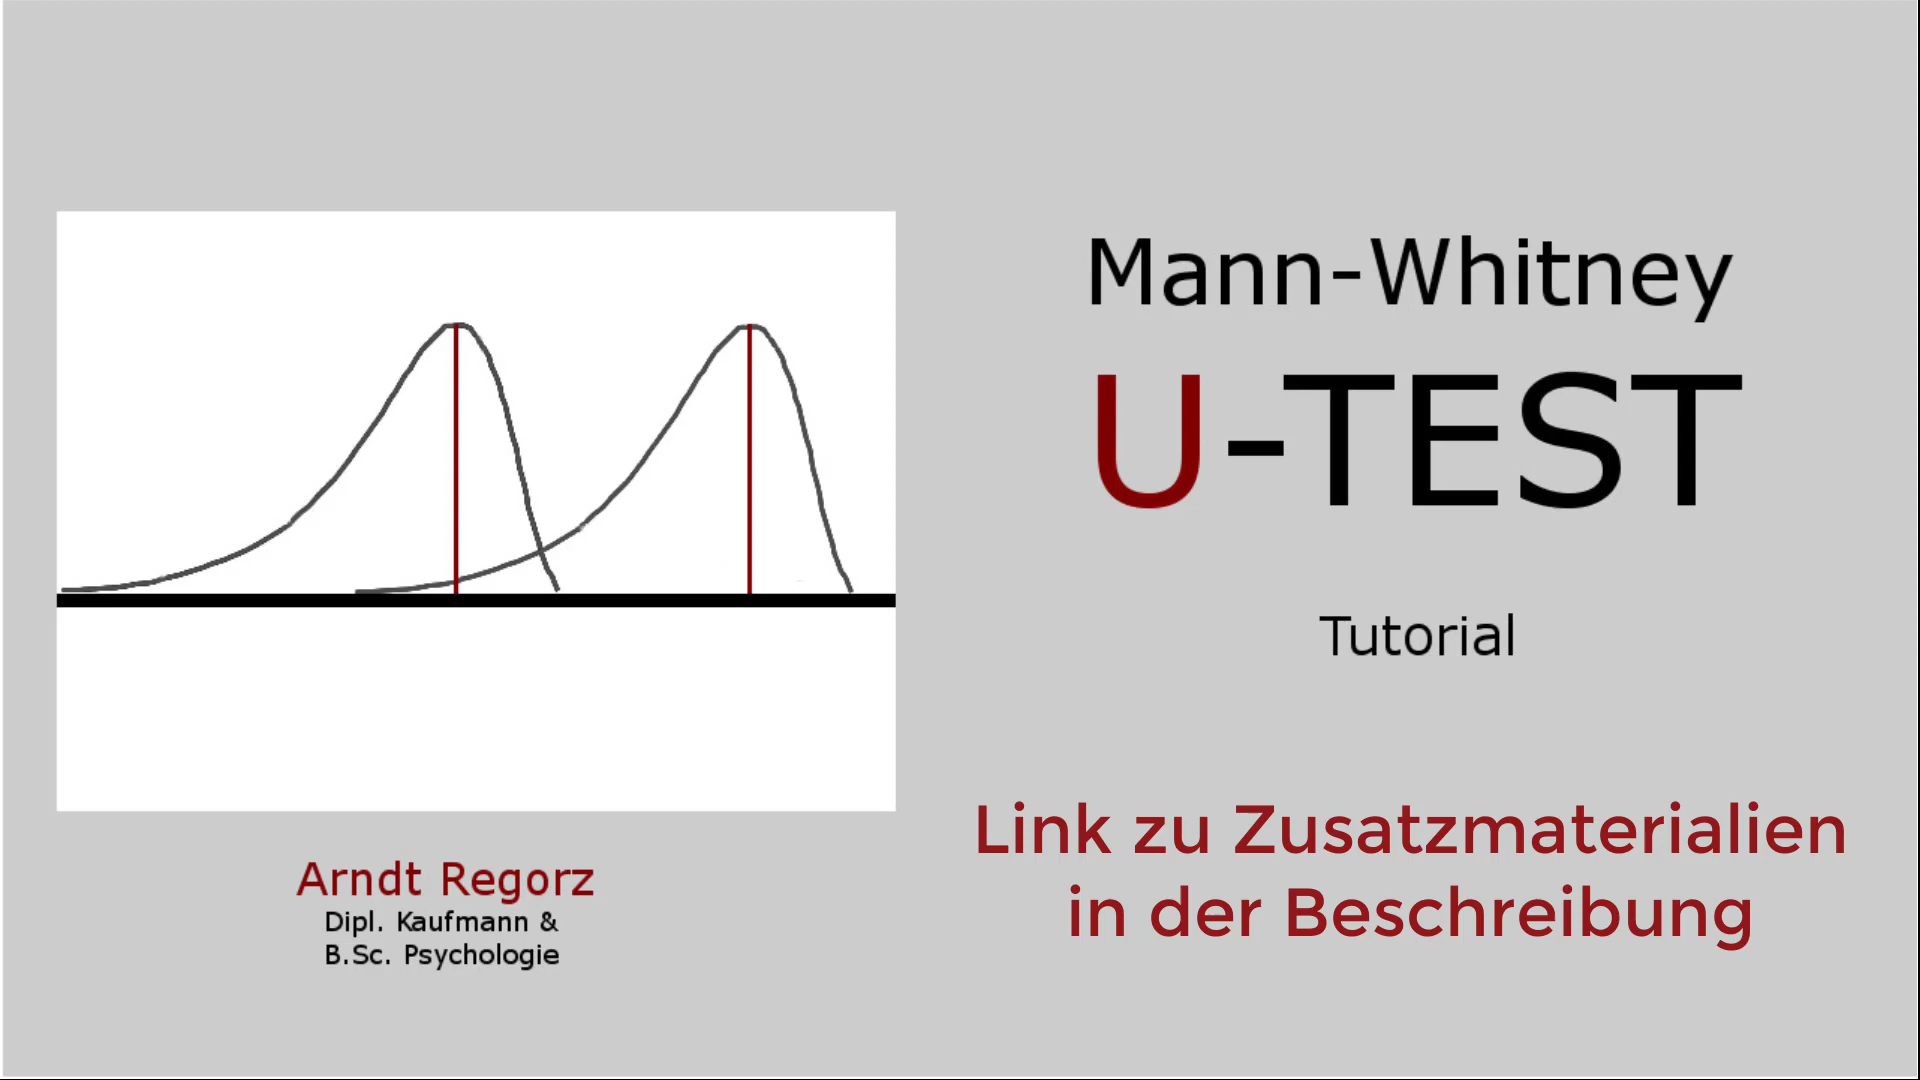 Mann-Whitney
U-TEST
Tutorial
Link zu Zusatzmaterialien
in der Beschreibung
Arndt Regorz
Dipl. Kaufmann &
B.Sc. Psychologie